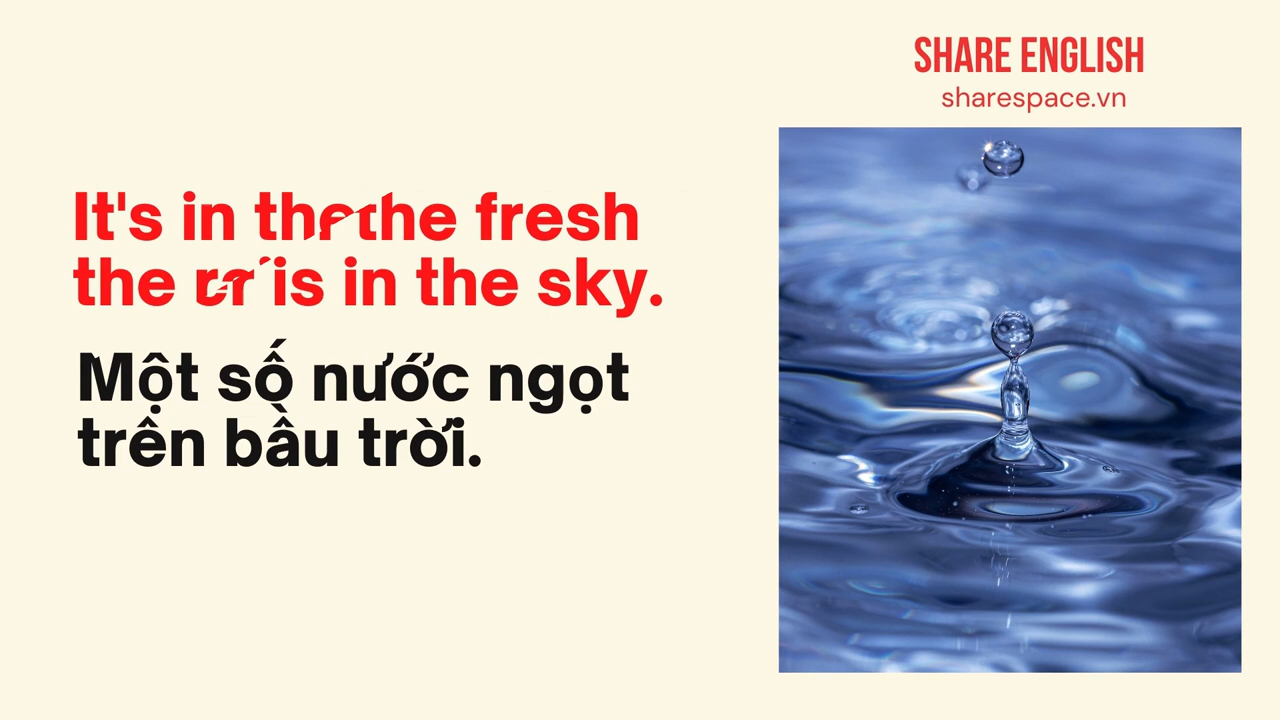 SHARE ENGLISH
sharespace.vn
It's in the fresh
the is in the sky.
Một số nước ngọt
trên bầu trời.